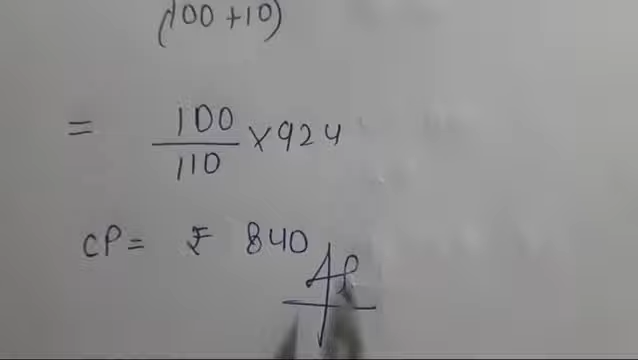 (100 +10)
= 100/110 × 924
CP = ₹ 840